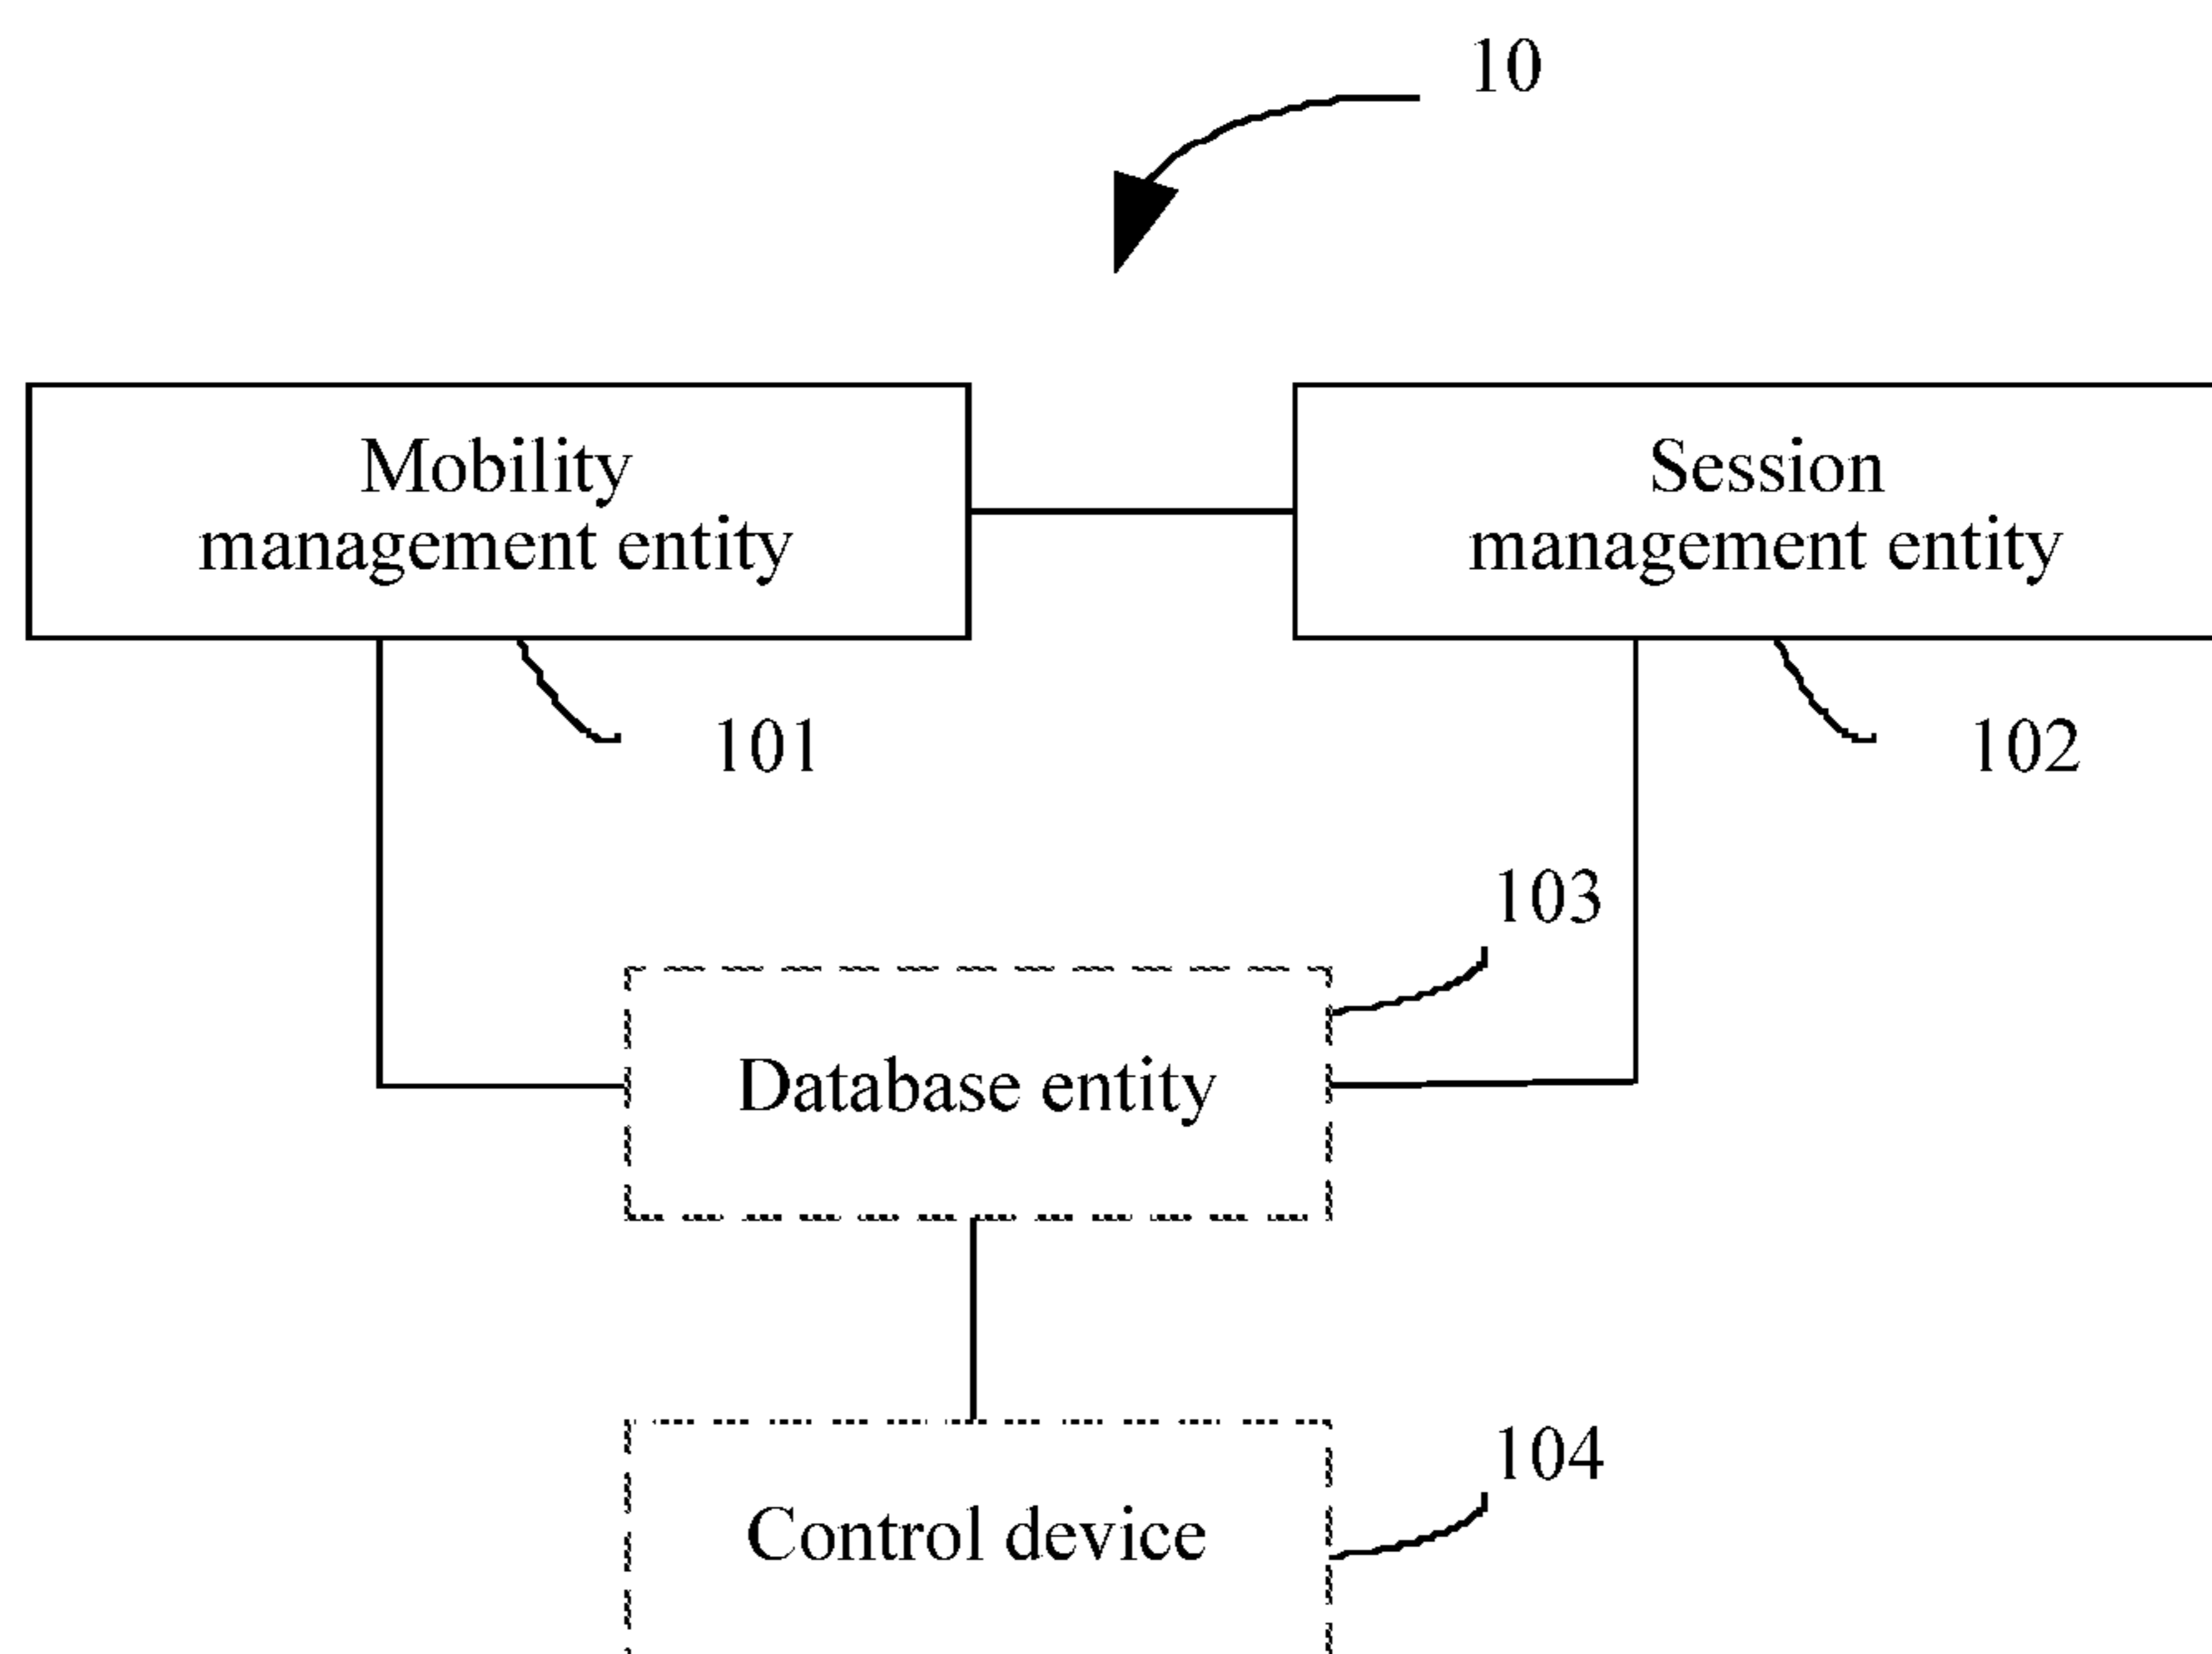 10
Mobility
management entity
Session
management entity
101
102
103
Database entity
104
Control device